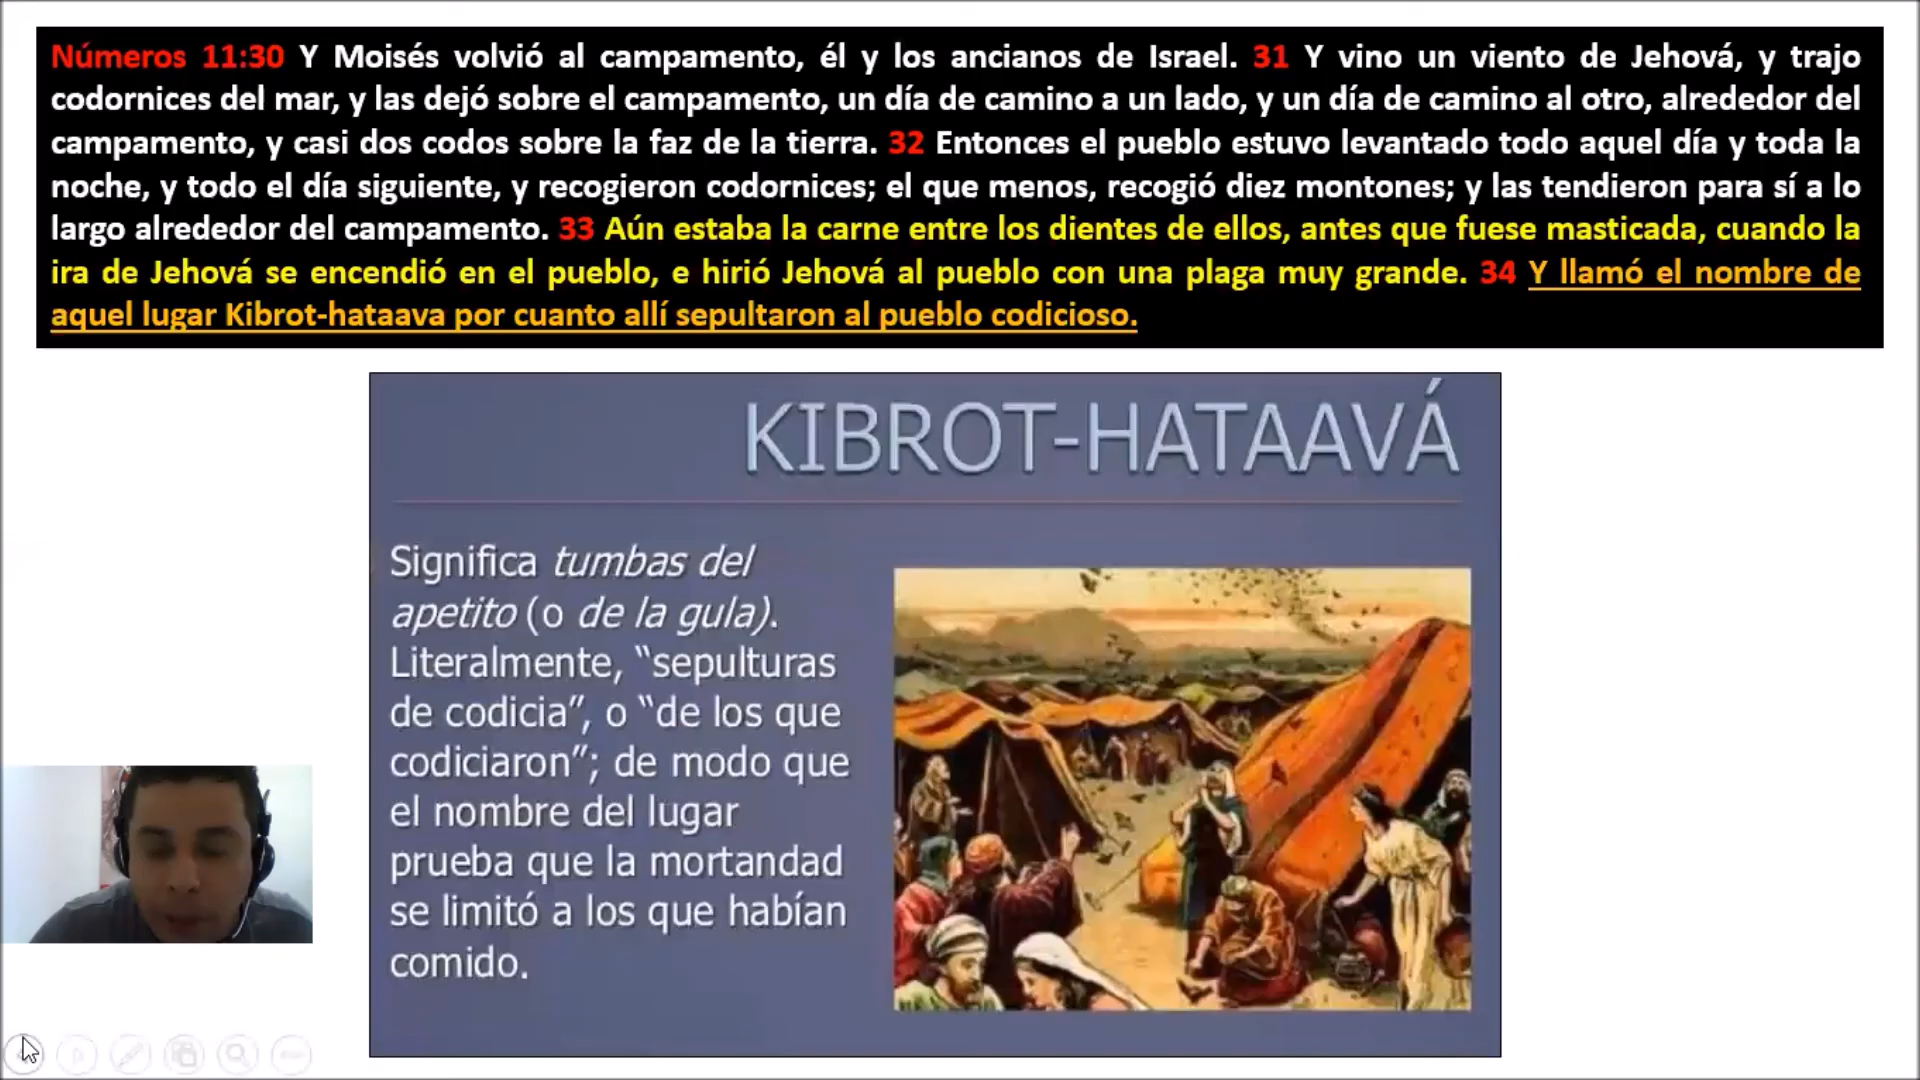 Números 11:30 Y Moisés volvió al campamento, él y los ancianos de Israel. 31 Y vino un viento de Jehová, y trajo
codornices del mar, y las dejó sobre el campamento, un día de camino a un lado, y un día de camino al otro, alrededor del
campamento, y casi dos codos sobre la faz de la tierra. 32 Entonces el pueblo estuvo levantado todo aquel día y toda la
noche, y todo el día siguiente, y recogieron codornices; el que menos, recogió diez montones; y las tendieron para sí a lo
largo alrededor del campamento. 33 Aún estaba la carne entre los dientes de ellos, antes que fuese masticada, cuando la
ira de Jehová se encendió en el pueblo, e hirió Jehová al pueblo con una plaga muy grande. 34 Y llamó el nombre de
aquel lugar Kibrot-hataava por cuanto allí sepultaron al pueblo codicioso.
KIBROT-HATAAVÁ
Significa tumbas del
apetito (o de la gula).
Literalmente, “sepulturas
de codicia”, o “de los que
codiciaron”; de modo que
el nombre del lugar
prueba que la mortandad
se limitó a los que habían
comido.